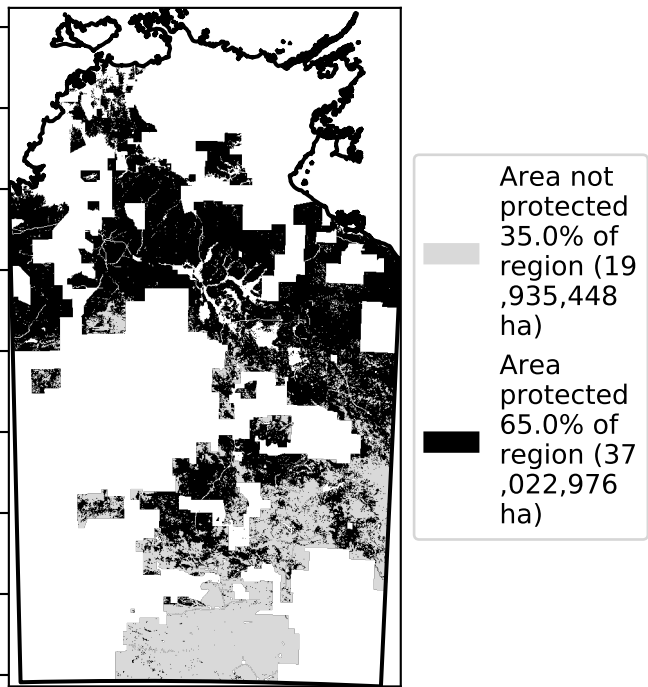 Area not
protected
35.0% of
region (19
,935,448
ha)
Area
protected
65.0% of
region (37
,022,976
ha)